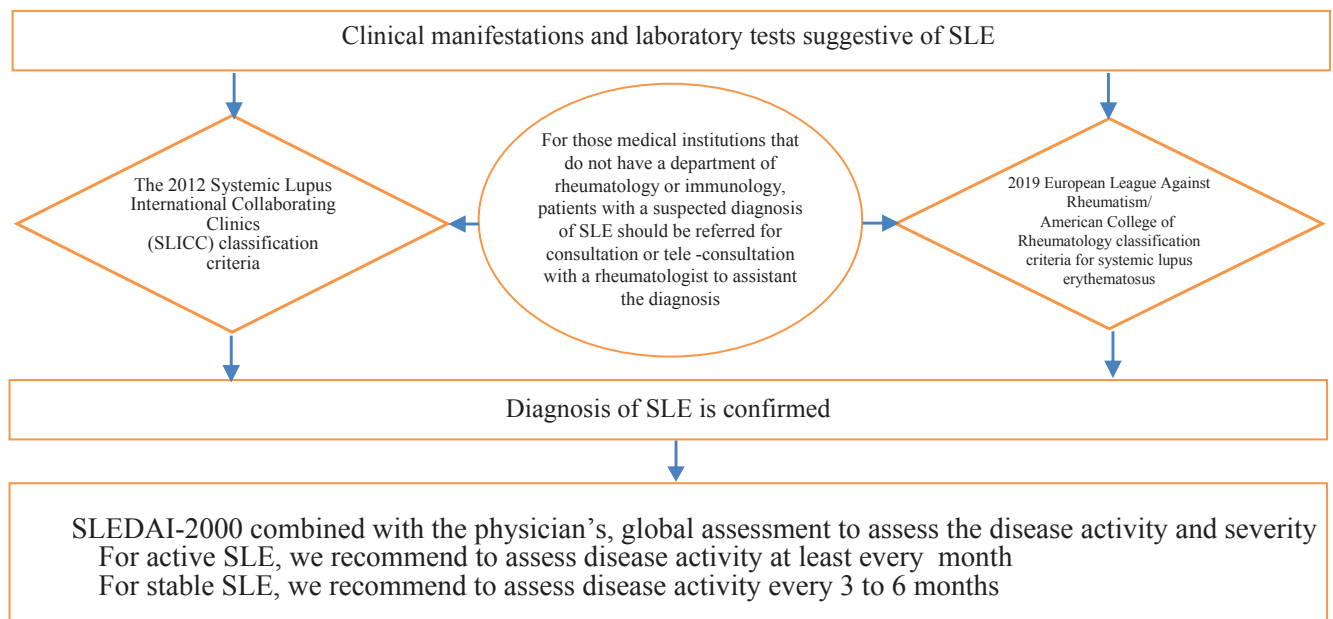 Clinical manifestations and laboratory tests suggestive of SLE
The 2012 Systemic Lupus
International Collaborating
Clinics
(SLICC) classification
criteria
For those medical institutions that
do not have a department of
rheumatology or immunology,
patients with a suspected diagnosis
of SLE should be referred for
consultation or tele -consultation
with a rheumatologist to assistant
the diagnosis
2019 European League Against
Rheumatism/
American College of
Rheumatology classification
criteria for systemic lupus
erythematosus
Diagnosis of SLE is confirmed
SLEDAI-2000 combined with the physician’s, global assessment to assess the disease activity and severity
For active SLE, we recommend to assess disease activity at least every month
For stable SLE, we recommend to assess disease activity every 3 to 6 months